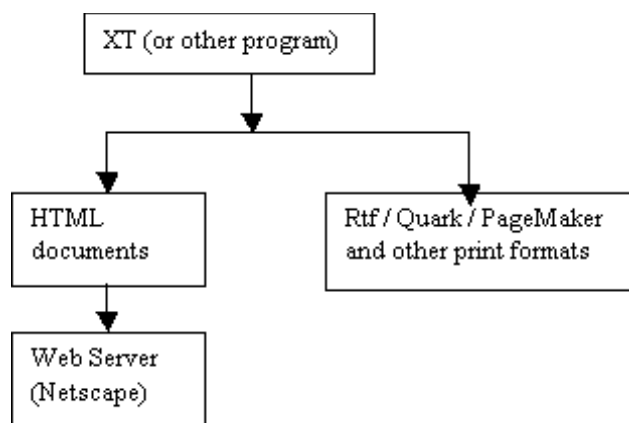 XT (or other program)
HTML
documents
Rtf / Quark / PageMaker
and other print formats
Web Server
(Netscape)